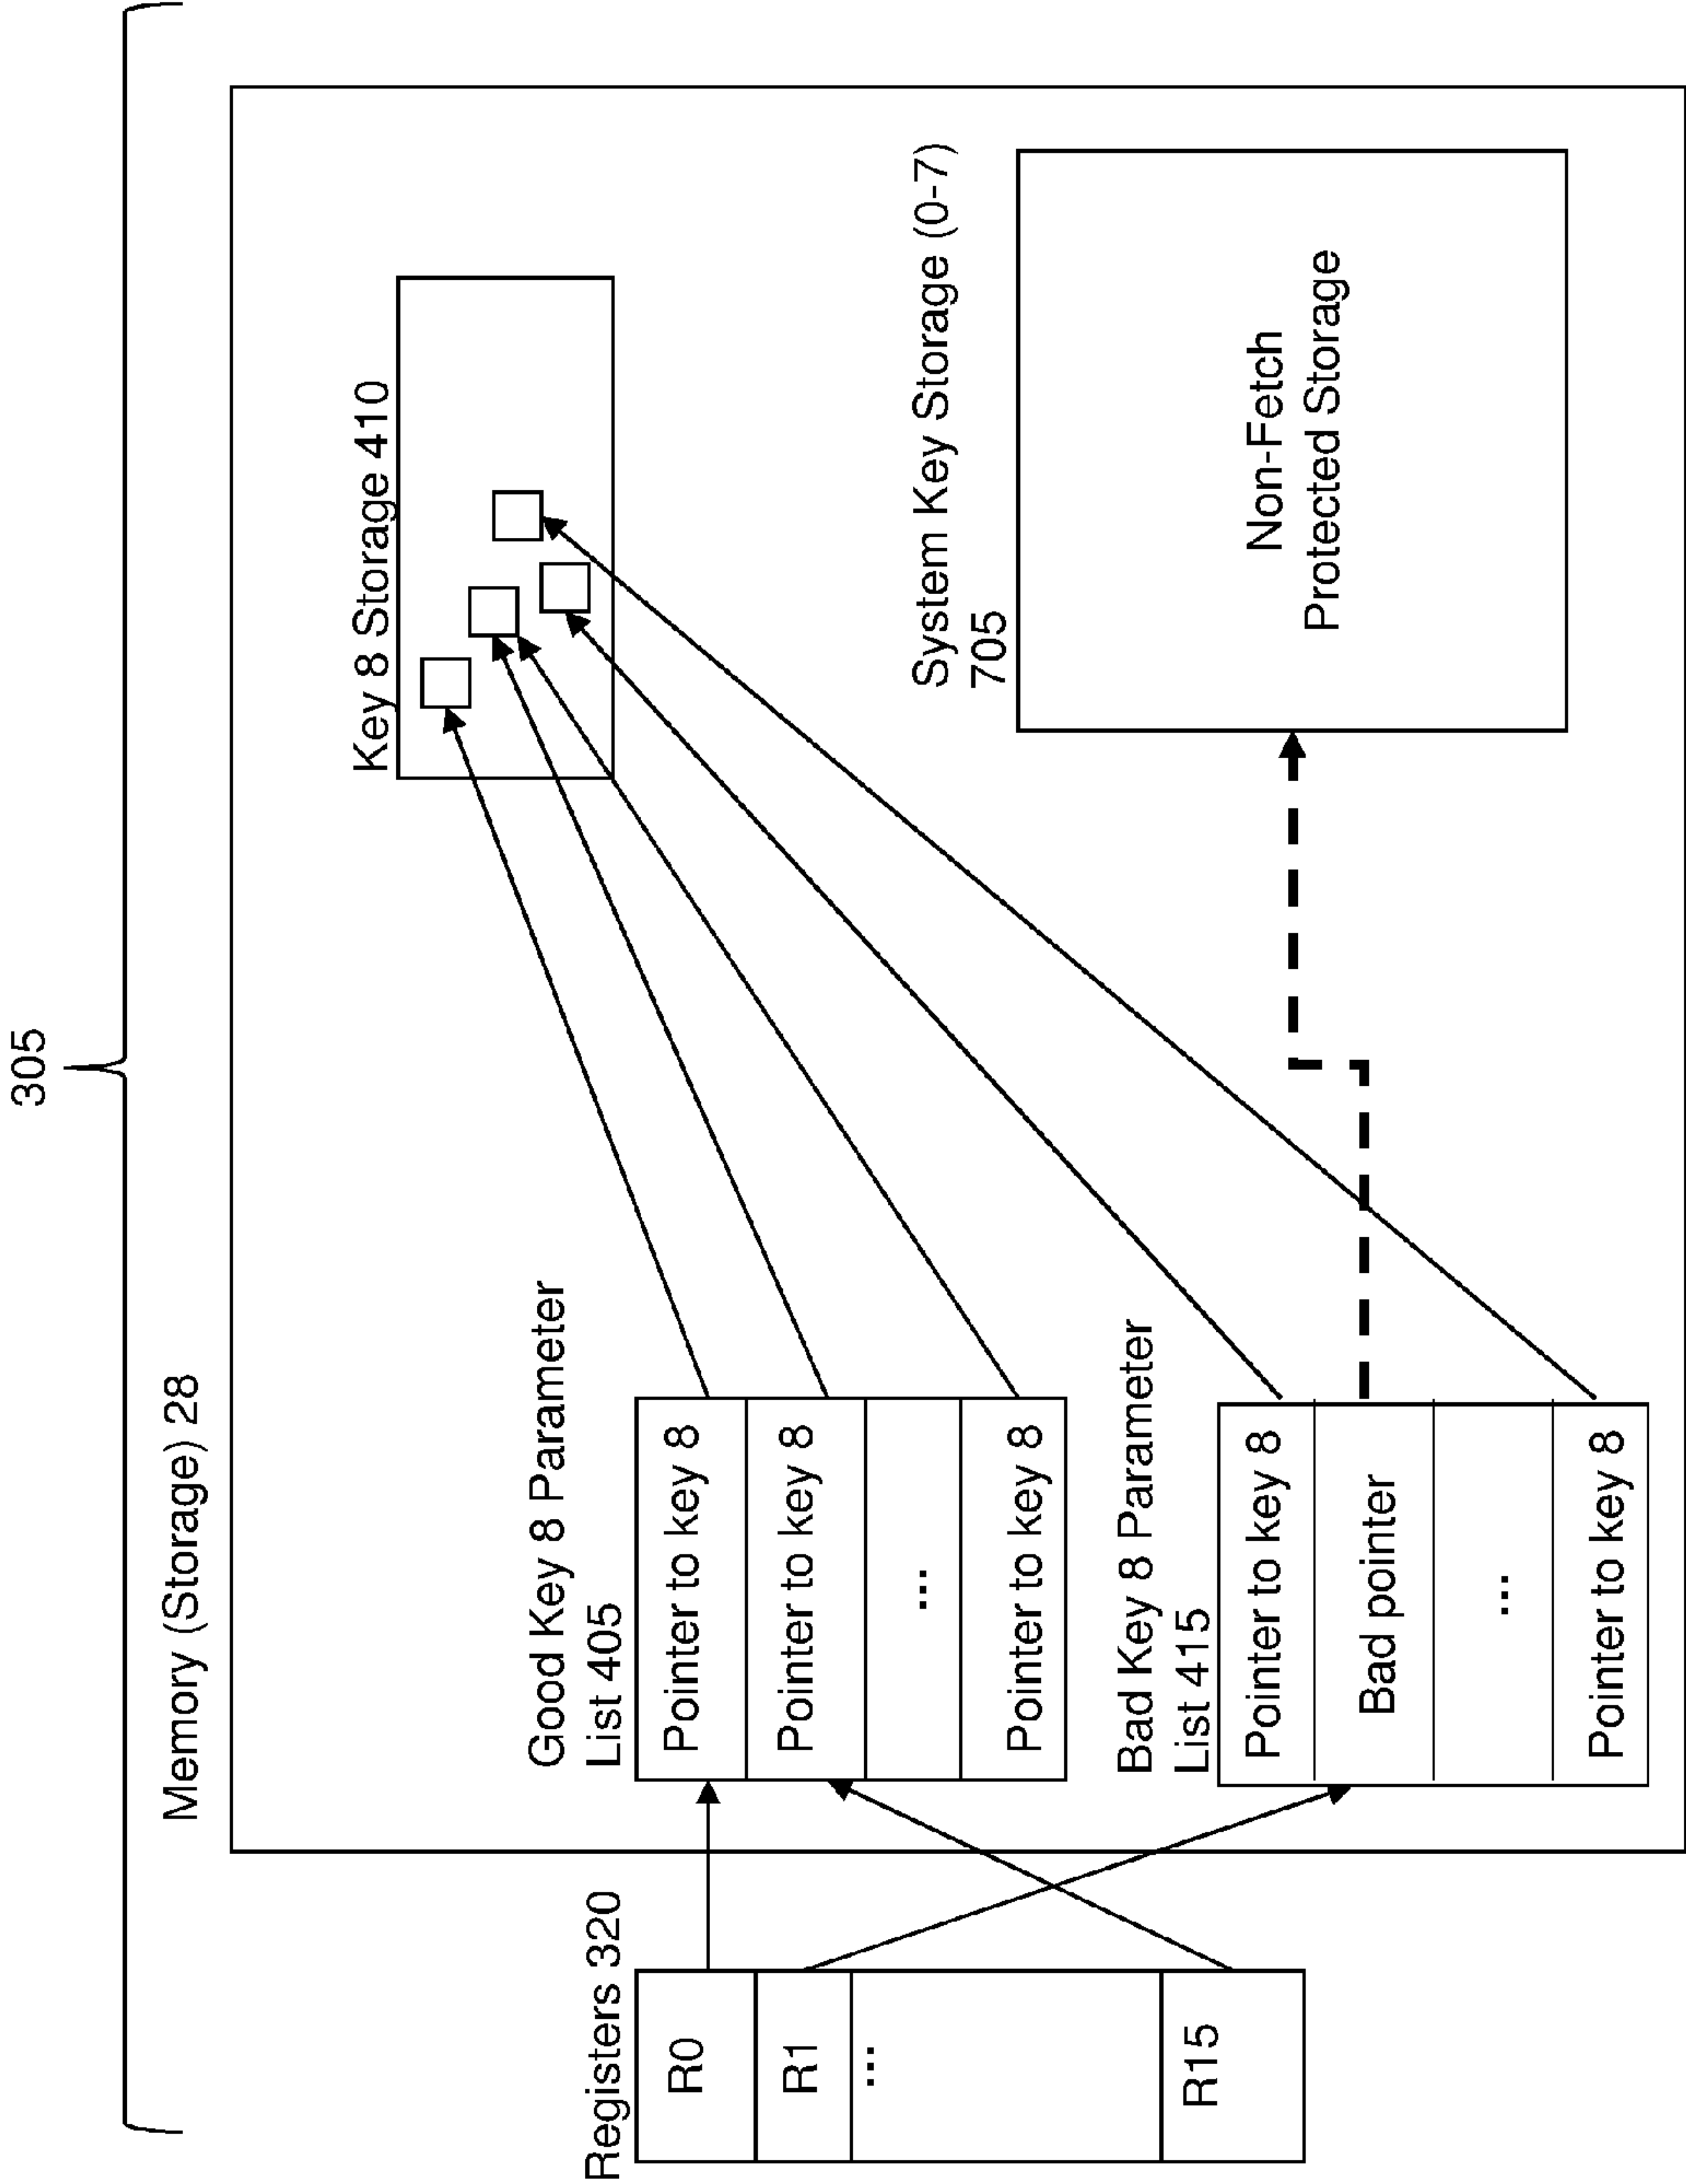 305
Memory (Storage) 28
Registers 320
R0
R1
...
R15
Good Key 8 Parameter
List 405
Pointer to key 8
Pointer to key 8
...
Pointer to key 8
Bad Key 8 Parameter
List 415
Pointer to key 8
Bad pointer
...
Pointer to key 8
Key 8 Storage 410
System Key Storage (0-7)
705
Non-Fetch
Protected Storage